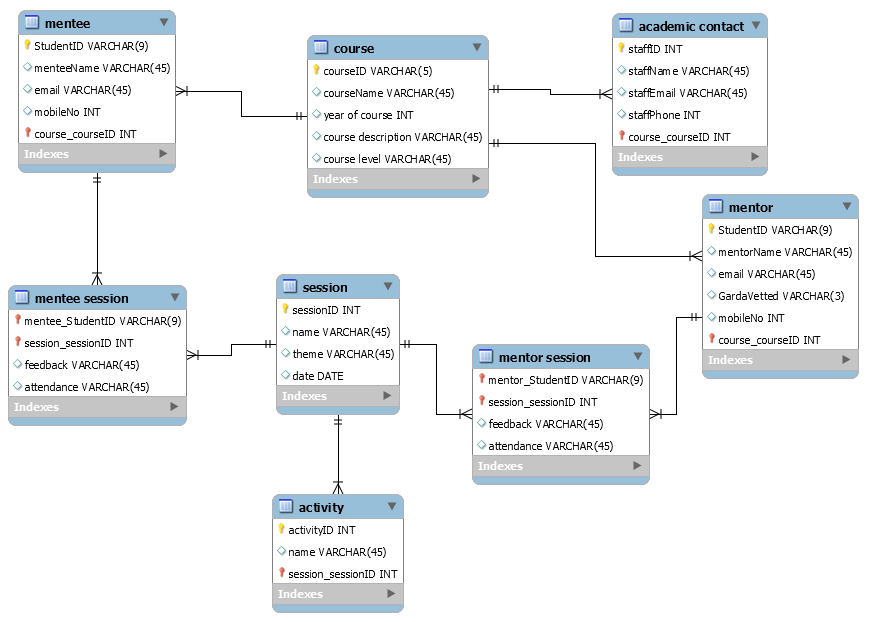 mentee
StudentID VARCHAR(9)
menteeName VARCHAR(45)
email VARCHAR(45)
mobileNo INT
course_courseID INT
Indexes
course
courseID VARCHAR(5)
courseName VARCHAR(45)
year of course INT
course description VARCHAR(45)
course level VARCHAR(45)
Indexes
academic contact
staffID INT
staffName VARCHAR(45)
staffEmail VARCHAR(45)
staffPhone INT
course_courseID INT
Indexes
mentor
StudentID VARCHAR(9)
mentorName VARCHAR(45)
email VARCHAR(45)
GardaVetted VARCHAR(3)
mobileNo INT
course_courseID INT
Indexes
mentee session
mentee_StudentID VARCHAR(9)
session_sessionID INT
feedback VARCHAR(45)
attendance VARCHAR(45)
Indexes
session
sessionID INT
name VARCHAR(45)
theme VARCHAR(45)
date DATE
Indexes
mentor session
mentor_StudentID VARCHAR(9)
session_sessionID INT
feedback VARCHAR(45)
attendance VARCHAR(45)
Indexes
activity
activityID INT
name VARCHAR(45)
session_sessionID INT
Indexes